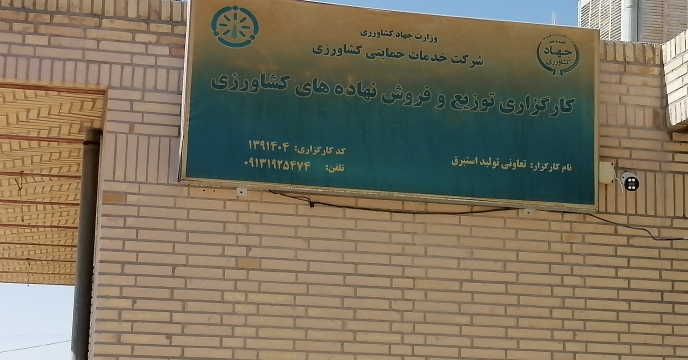 وزارت جهاد کشاورزی
شرکت خدمات حمایتی کشاورزی
جهاد
کشاورزی
کارگزاری توزیع و فروش نهاده های کشاورزی
کد کارگزاری: ۱۳۹۱۴۰۴
نام کارگزار: تعاونی تولید استبرق
تلفن: ۰۹۱۳۱۹۲۵۴۷۴